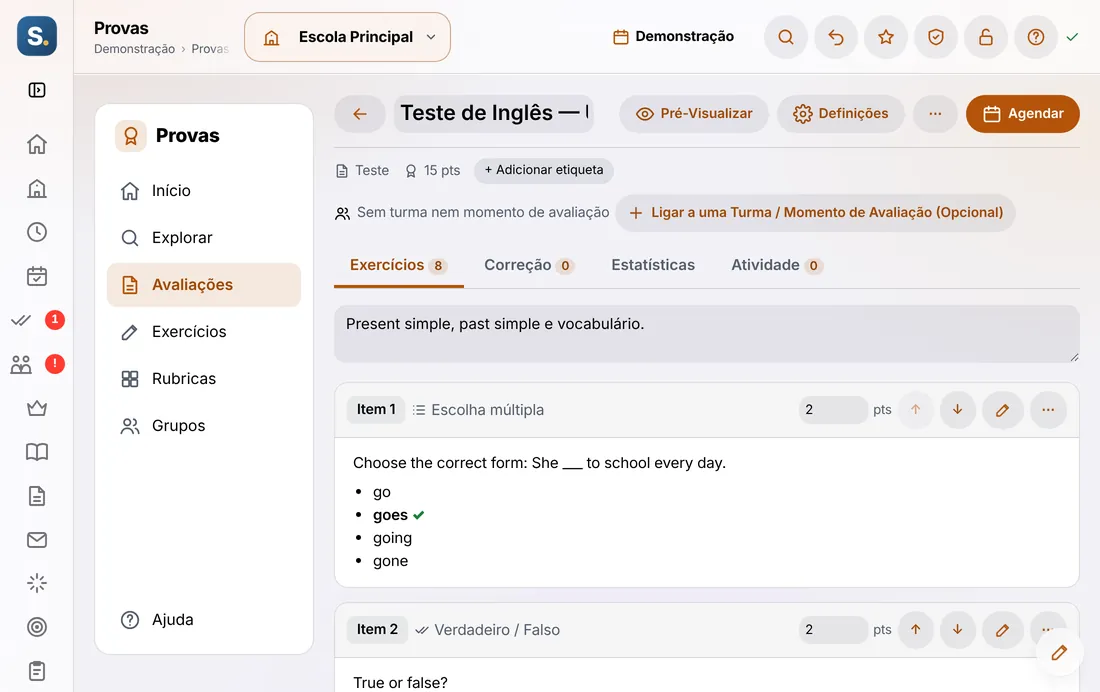 S.
Provas
Demonstração › Provas
Escola Principal
Demonstração
1
!
Provas
Início
Explorar
Avaliações
Exercícios
Rubricas
Grupos
Ajuda
Teste de Inglês —
Pré-Visualizar
Definições
...
Agendar
Teste 15 pts + Adicionar etiqueta
Sem turma nem momento de avaliação + Ligar a uma Turma / Momento de Avaliação (Opcional)
Exercícios 8 Correção 0 Estatísticas Atividade 0
Present simple, past simple e vocabulário.
Item 1 Escolha múltipla 2 pts ...
Choose the correct form: She ___ to school every day.
• go
• goes ✓
• going
• gone
Item 2 Verdadeiro / Falso 2 pts ...
True or false?